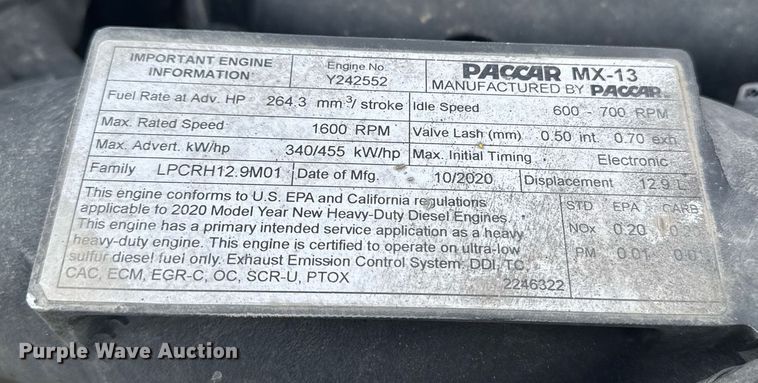 IMPORTANT ENGINE INFORMATION
Engine No. Y242552
PACCAR MX-13
MANUFACTURED BY PACCAR
Fuel Rate at Adv. HP 264.3 mm³/ stroke
Idle Speed 600 - 700 RPM
Max. Rated Speed 1600 RPM
Valve Lash (mm) 0.50 int. 0.70 exh.
Max. Advert. kW/hp 340/455 kW/hp
Max. Initial Timing Electronic
Family LPCRH12.9M01
Date of Mfg. 10/2020
Displacement 12.9 L
This engine conforms to U.S. EPA and California regulations
applicable to 2020 Model Year New Heavy-Duty Diesel Engines.
This engine has a primary intended service application as a heavy
heavy-duty engine. This engine is certified to operate on ultra-low
sulfur diesel fuel only. Exhaust Emission Control System: DDI, TC,
CAC, ECM, EGR-C, OC, SCR-U, PTOX
2246322
STD EPA CARB
NOx 0.20 0.20
PM 0.01
Purple Wave Auction